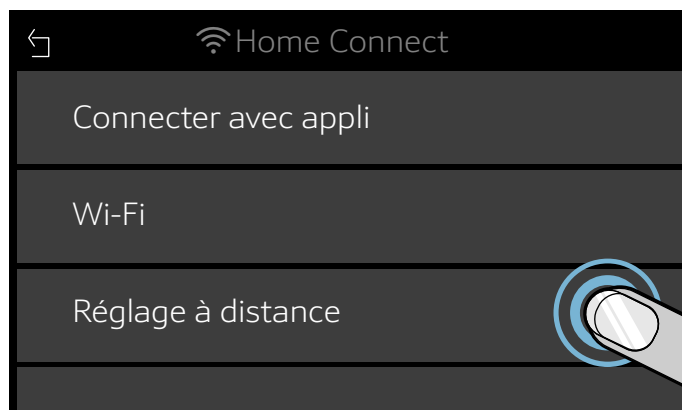 Home Connect
Connecter avec appli
Wi-Fi
Réglage à distance